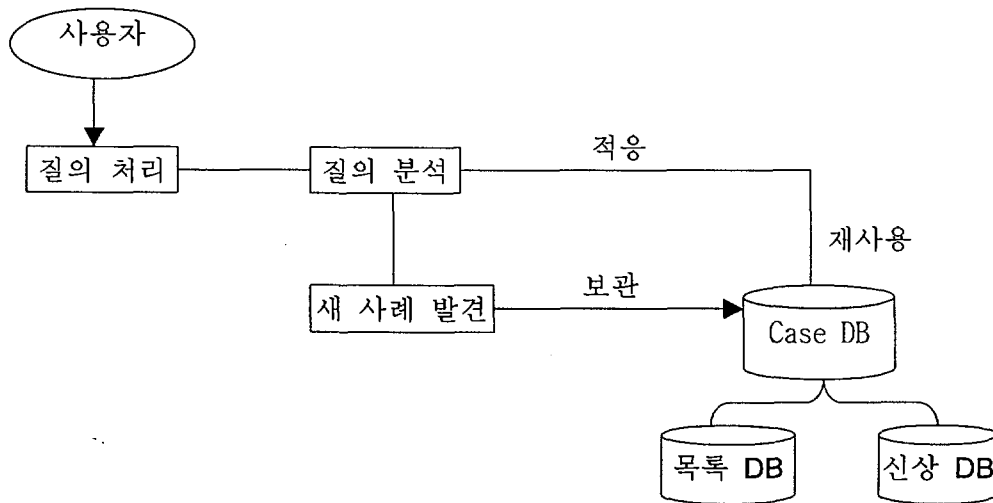 사용자
적응
질의 처리
질의 분석
재사용
보관
새 사례 발견
Case DB
목록 DB
신상 DB